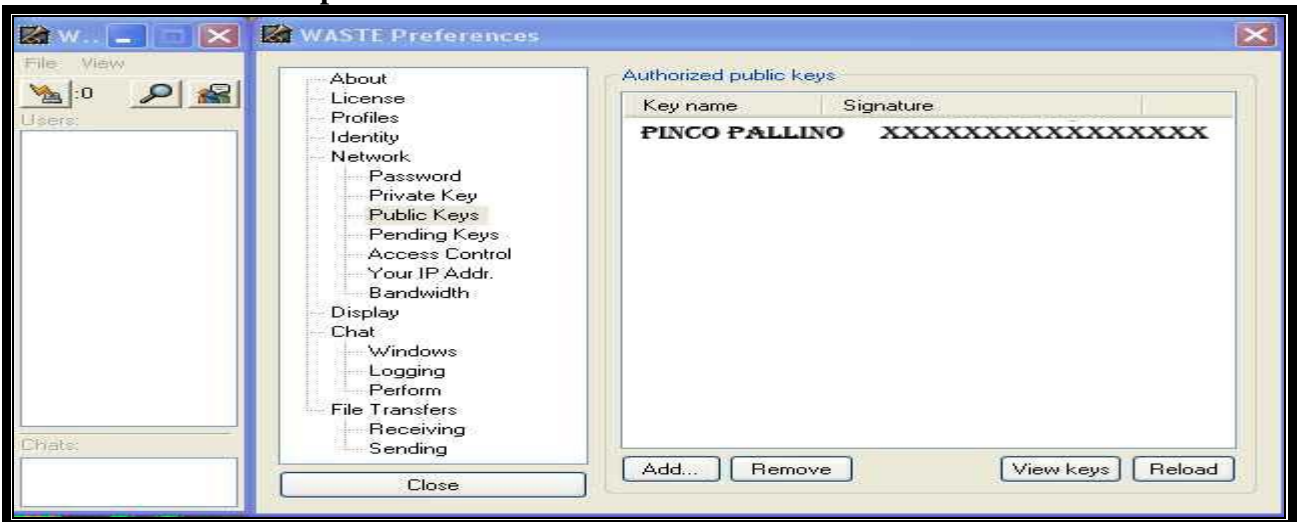 W..
File View
:0
Users:
Chats:
WASTE Preferences
About
License
Profiles
Identity
Network
Password
Private Key
Public Keys
Pending Keys
Access Control
Your IP Addr.
Bandwidth
Display
Chat
Windows
Logging
Perform
File Transfers
Receiving
Sending
Close
Authorized public keys
Key name Signature
PINCO PALLINO XXXXXXXXXXXXXXXXX
Add... Remove View keys Reload